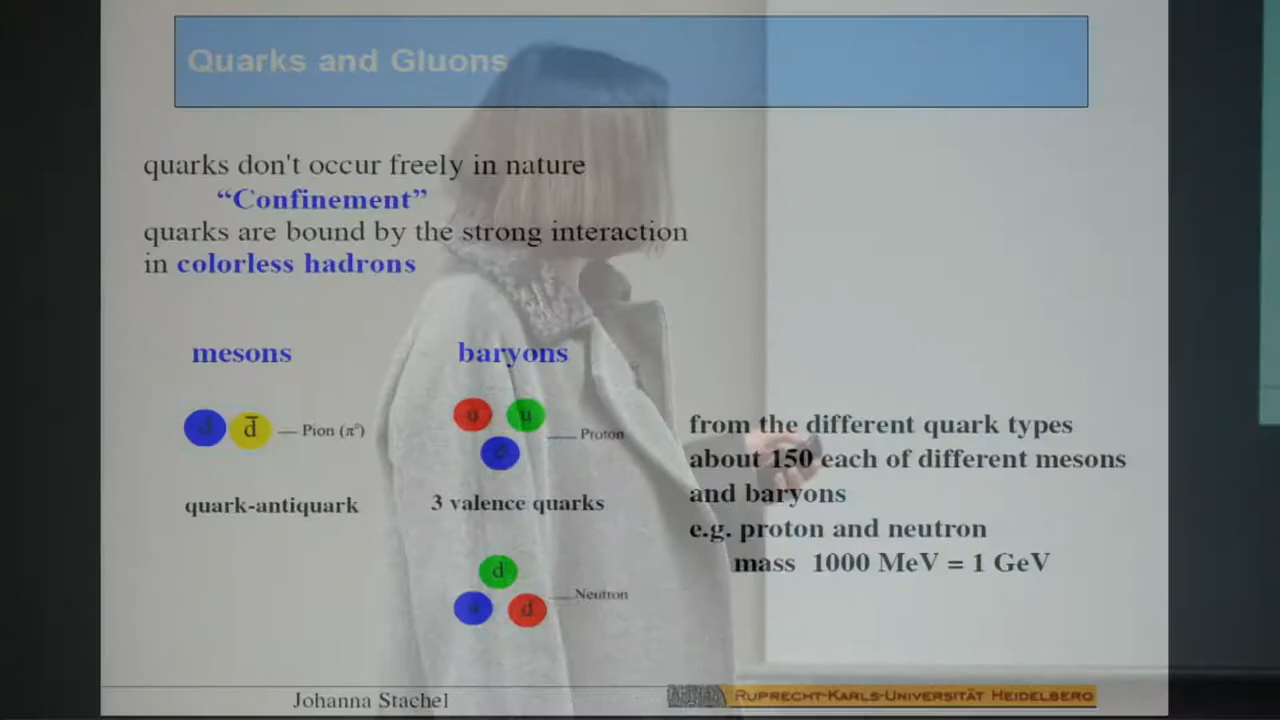 Quarks and Gluons
quarks don't occur freely in nature
“Confinement”
quarks are bound by the strong interaction
in colorless hadrons
mesons
baryons
d d̅
Pion (π⁰)
u u
Proton
quark-antiquark
3 valence quarks
d
Neutron
d
from the different quark types
about 150 each of different mesons
and baryons
e.g. proton and neutron
mass 1000 MeV = 1 GeV
Johanna Stachel
RUPRECHT-KARLS-UNIVERSITÄT HEIDELBERG